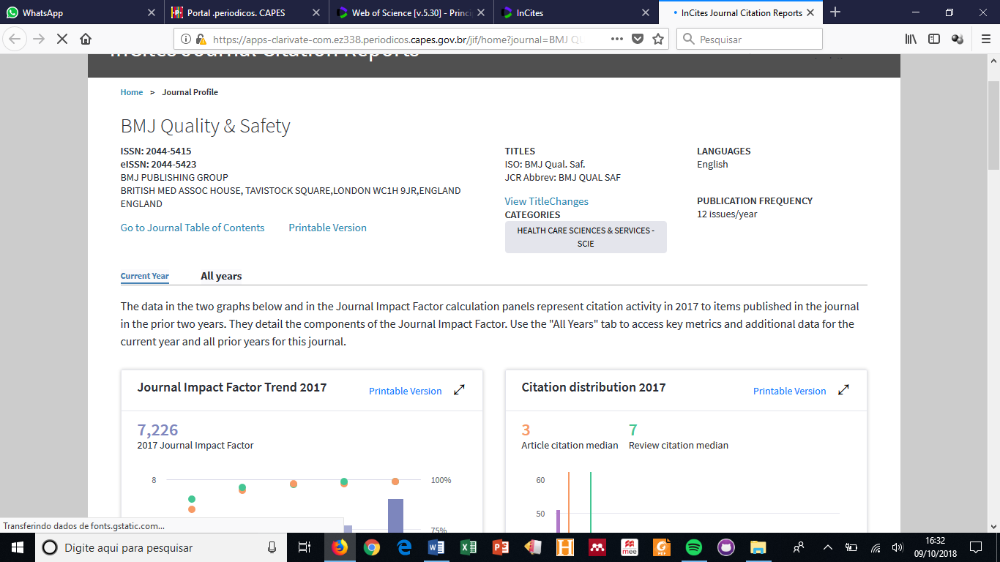 WhatsApp
Portal .periodicos. CAPES
Web of Science [v.5.30] - Princi
InCites
InCites Journal Citation Reports
https://apps-clarivate-com.ez338.periodicos.capes.gov.br/jif/home?journal=BMJ QU
Pesquisar
InCites Journal Citation Reports
Home > Journal Profile
BMJ Quality & Safety
ISSN: 2044-5415
eISSN: 2044-5423
BMJ PUBLISHING GROUP
BRITISH MED ASSOC HOUSE, TAVISTOCK SQUARE,LONDON WC1H 9JR,ENGLAND
ENGLAND
Go to Journal Table of Contents
Printable Version
TITLES
ISO: BMJ Qual. Saf.
JCR Abbrev: BMJ QUAL SAF
View TitleChanges
CATEGORIES
HEALTH CARE SCIENCES & SERVICES -
SCIE
LANGUAGES
English
PUBLICATION FREQUENCY
12 issues/year
Current Year
All years
The data in the two graphs below and in the Journal Impact Factor calculation panels represent citation activity in 2017 to items published in the journal
in the prior two years. They detail the components of the Journal Impact Factor. Use the "All Years" tab to access key metrics and additional data for the
current year and all prior years for this journal.
Journal Impact Factor Trend 2017
Printable Version
7,226
2017 Journal Impact Factor
8
100%
75%
Citation distribution 2017
Printable Version
3
Article citation median
7
Review citation median
60
50
Transferindo dados de fonts.gstatic.com...
Digite aqui para pesquisar
16:32
09/10/2018